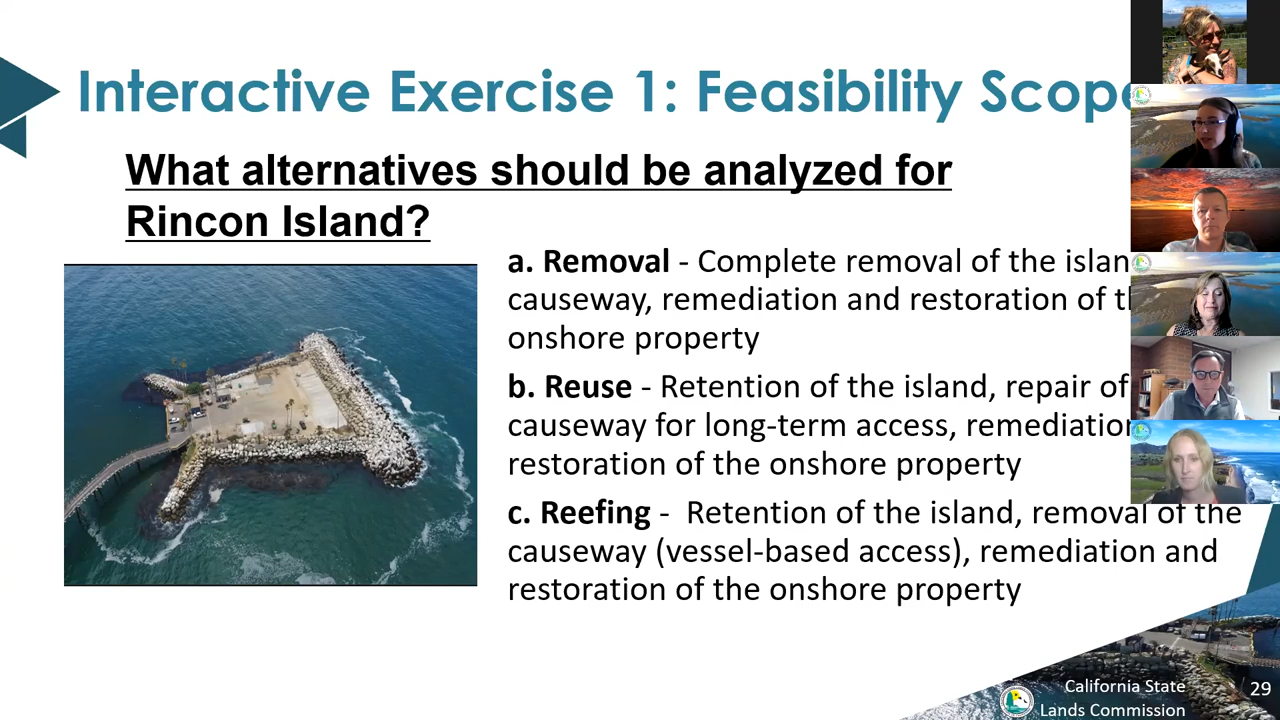 Interactive Exercise 1: Feasibility Scop
What alternatives should be analyzed for
Rincon Island?
a. Removal - Complete removal of the islan
causeway, remediation and restoration of t
onshore property
b. Reuse - Retention of the island, repair of
causeway for long-term access, remediation
restoration of the onshore property
c. Reefing - Retention of the island, removal of the
causeway (vessel-based access), remediation and
restoration of the onshore property
California State
Lands Commission
29